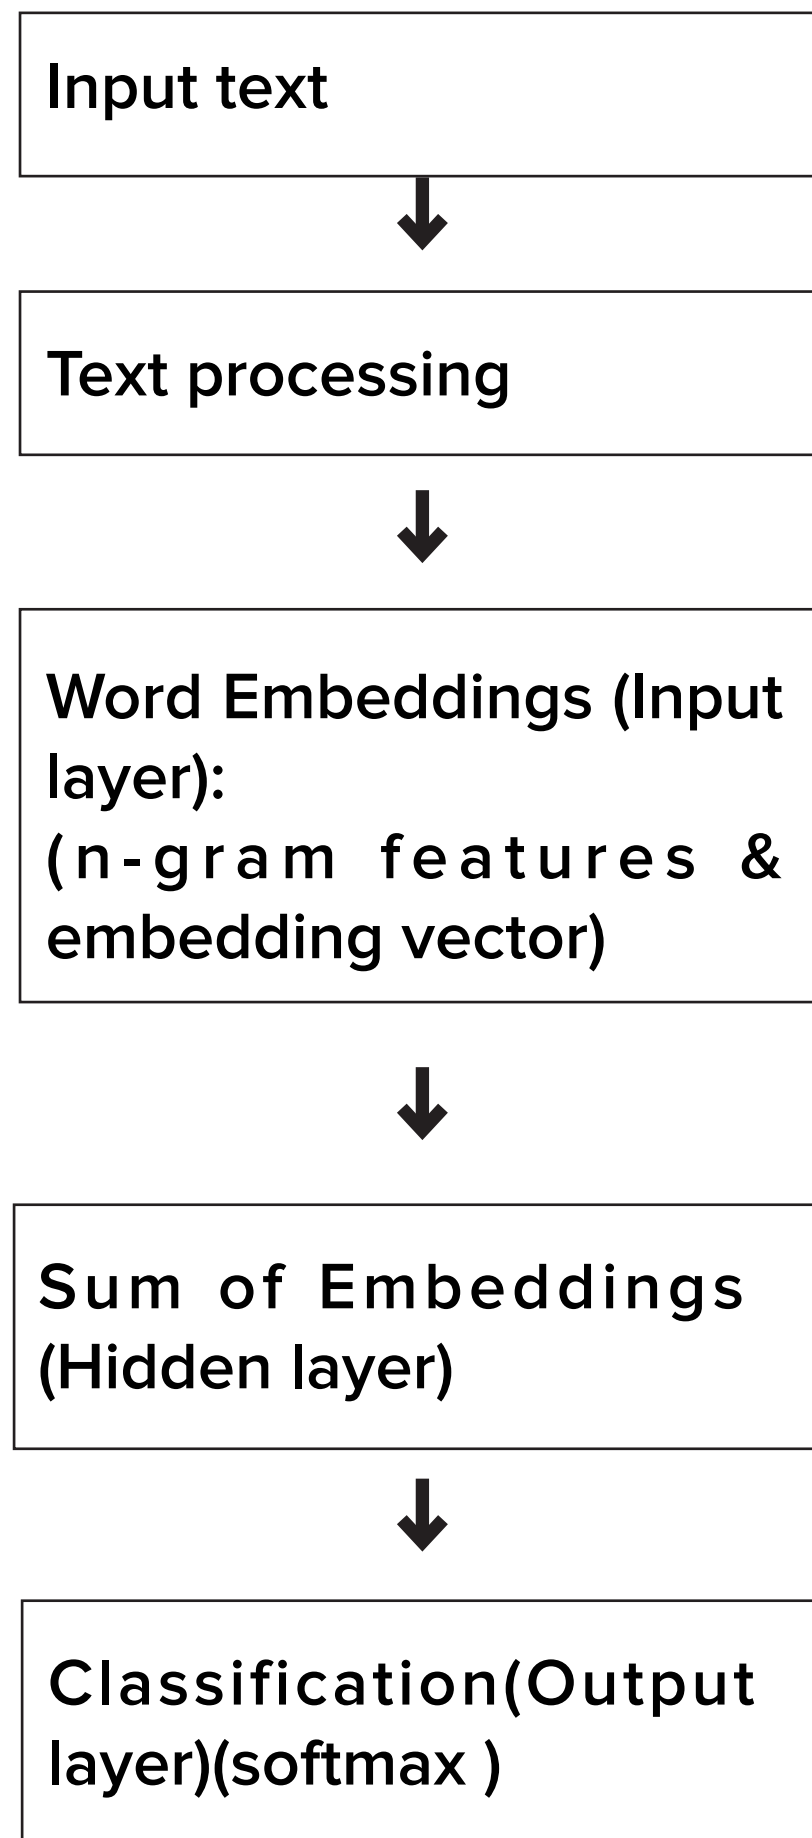 Input text
Text processing
Word Embeddings (Input
layer):
(n-gram features &
embedding vector)
Sum of Embeddings
(Hidden layer)
Classification(Output
layer)(softmax )